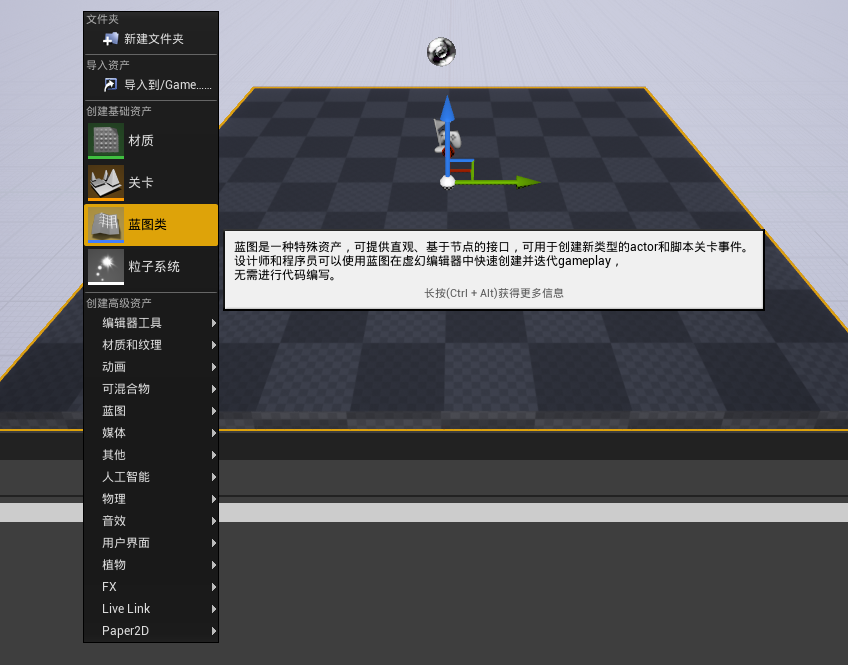 文件夹
新建文件夹
导入资产
导入到/Game......
创建基础资产
材质
关卡
蓝图类
粒子系统
蓝图是一种特殊资产，可提供直观、基于节点的接口，可用于创建新类型的actor和脚本关卡事件。
设计师和程序员可以使用蓝图在虚幻编辑器中快速创建并迭代gameplay，
无需进行代码编写。
长按(Ctrl + Alt)获得更多信息
创建高级资产
编辑器工具
材质和纹理
动画
可混合物
蓝图
媒体
其他
人工智能
物理
音效
用户界面
植物
FX
Live Link
Paper2D